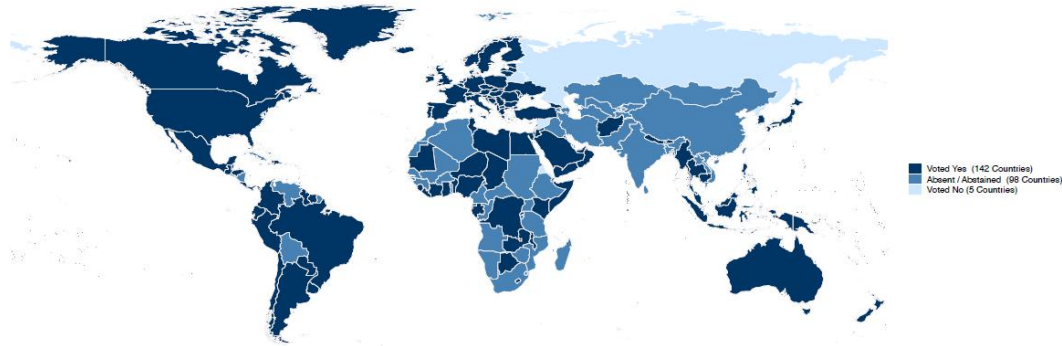 Voted Yes (142 Countries)
Absent / Abstained (98 Countries)
Voted No (5 Countries)